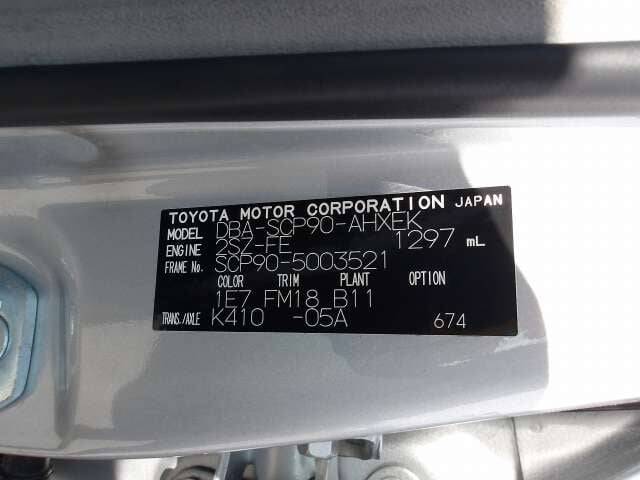 TOYOTA MOTOR CORPORATION JAPAN
MODEL DBA-SCP90-AHXEK
ENGINE 2SZ-FE 1297 mL
FRAME No. SCP90-5003521
COLOR TRIM PLANT OPTION
1E7 FM18 B11
TRANS./AXLE K410 -05A 674